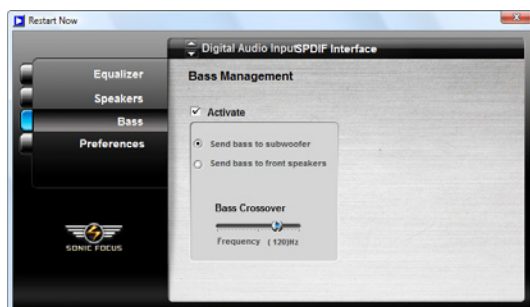 Restart Now
Digital Audio InputSPDIF Interface
Equalizer
Speakers
Bass
Preferences
Bass Management
Activate
Send bass to subwoofer
Send bass to front speakers
Bass Crossover
Frequency ( 120)Hz
SONIC FOCUS